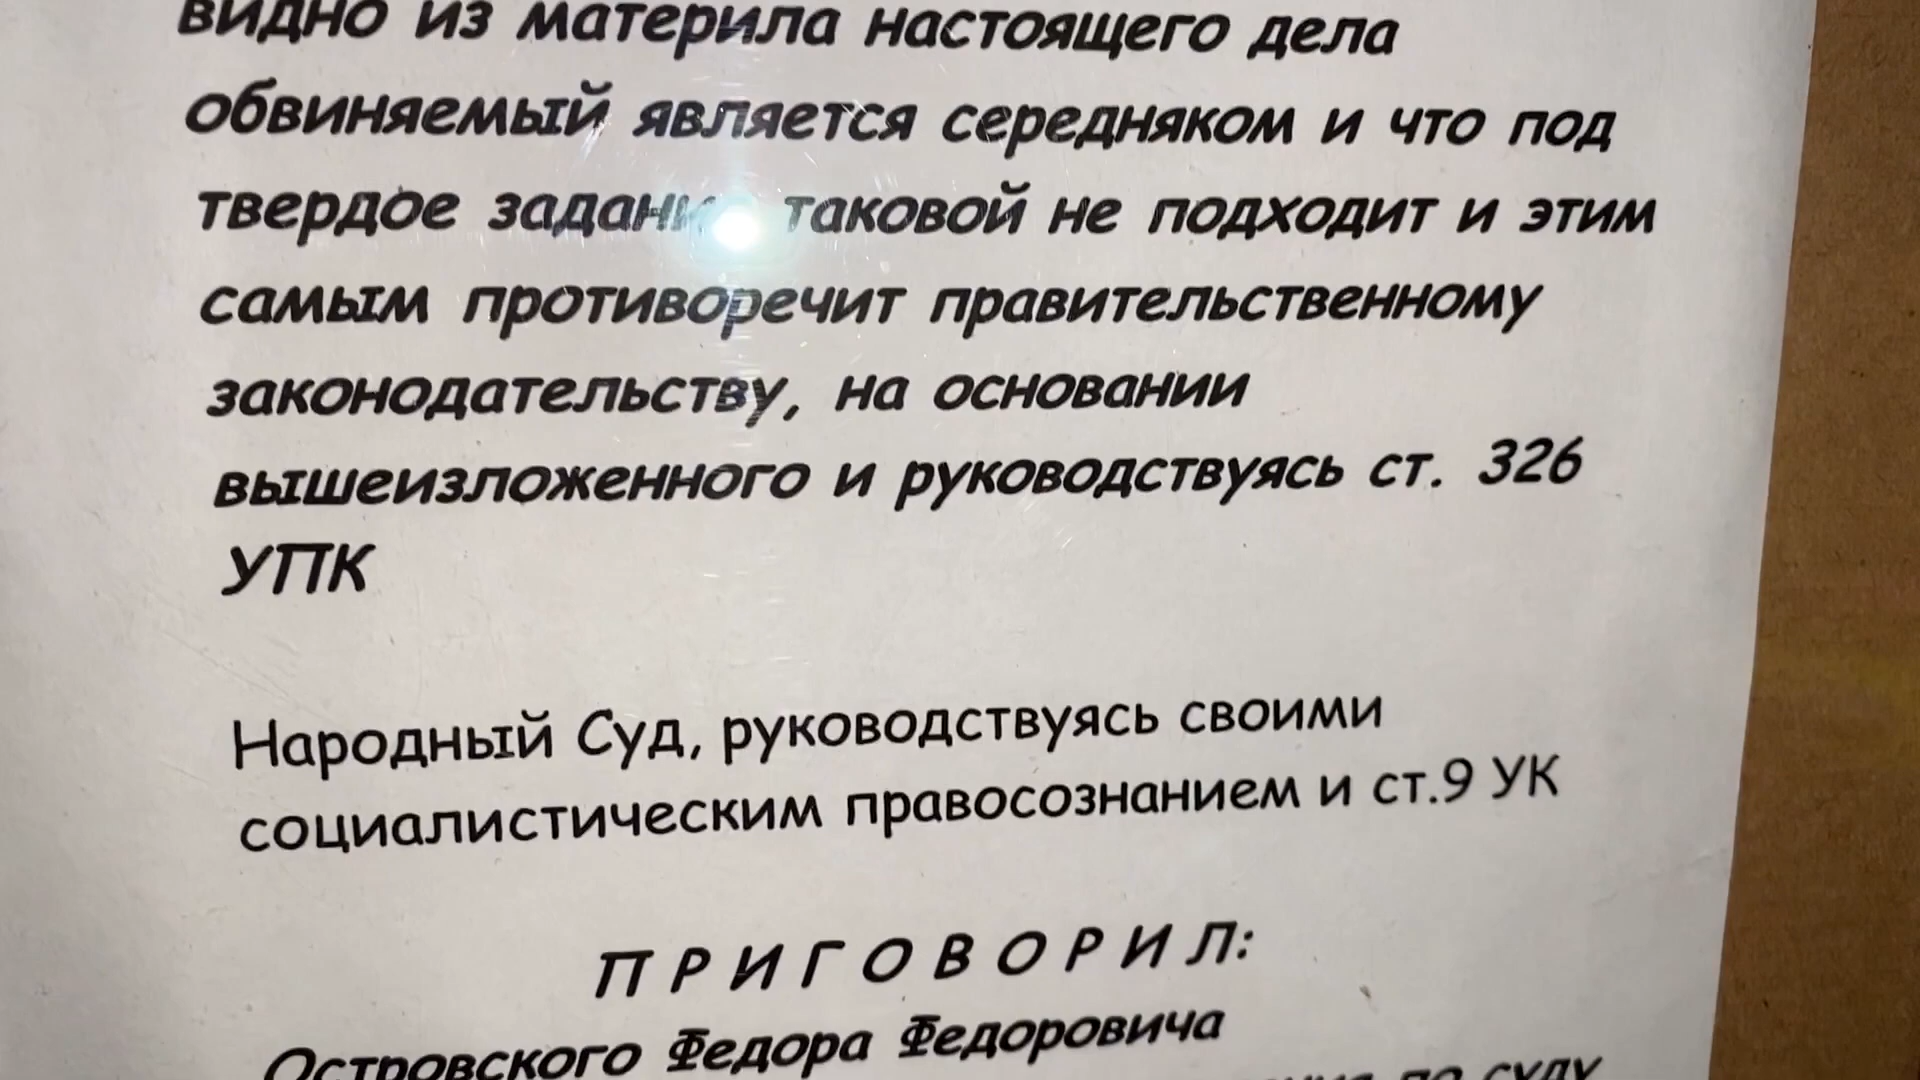 видно из материла настоящего дела
обвиняемый является середняком и что под
твердое таковой не подходит и этим
самым противоречит правительственному
законодательству, на основании
вышеизложенного и руководствуясь ст. 326
УПК
Народный Суд, руководствуясь своими
социалистическим правосознанием и ст.9 УК
П Р И Г О В О Р И Л:
Островского Федора Федоровича
по суду